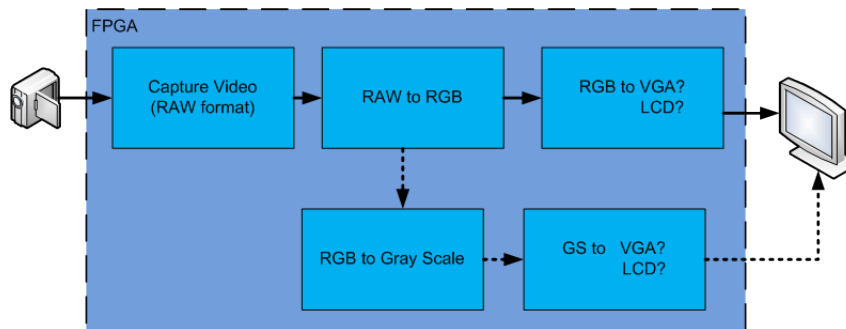 FPGA
Capture Video
(RAW format)
RAW to RGB
RGB to VGA?
LCD?
RGB to Gray Scale
GS to VGA?
LCD?